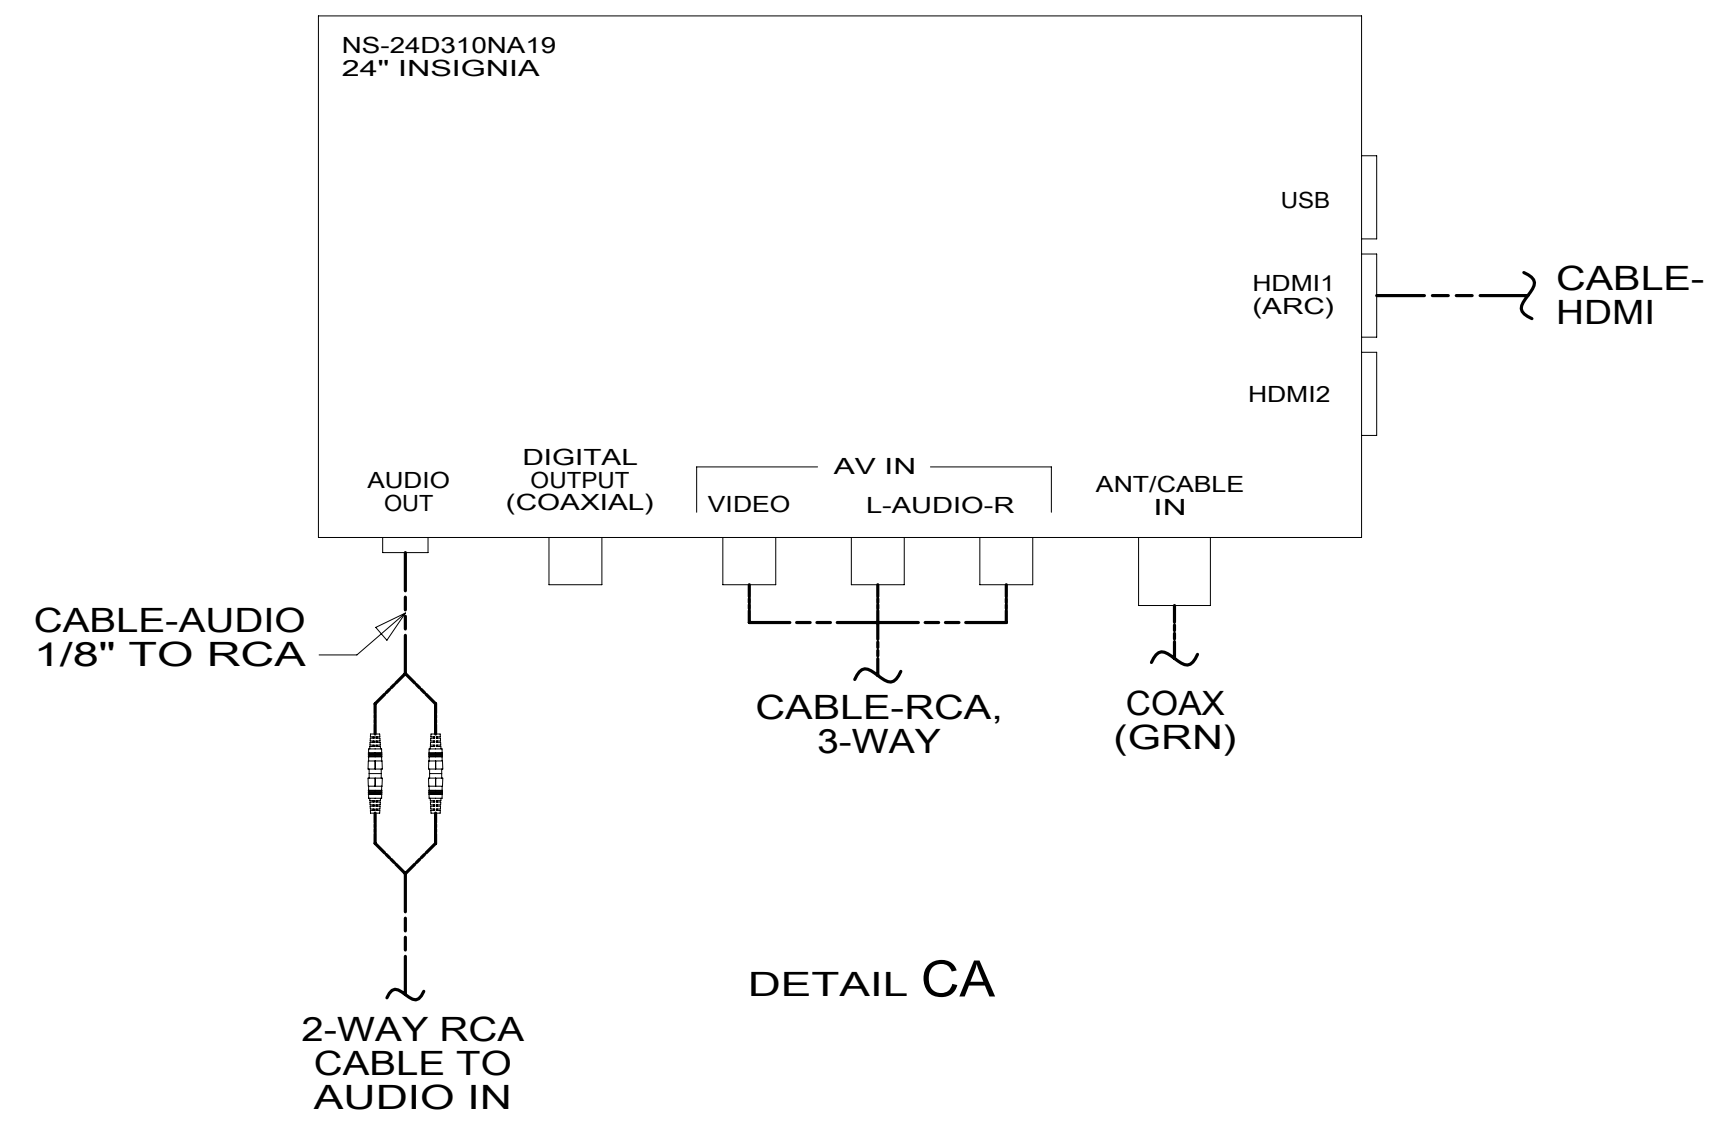 NS-24D310NA19
24" INSIGNIA
USB
HDMI1
(ARC)
CABLE-
HDMI
HDMI2
AUDIO
OUT
DIGITAL
OUTPUT
(COAXIAL)
AV IN
VIDEO
L-AUDIO-R
ANT/CABLE
IN
CABLE-AUDIO
1/8" TO RCA
CABLE-RCA,
3-WAY
COAX
(GRN)
DETAIL CA
2-WAY RCA
CABLE TO
AUDIO IN